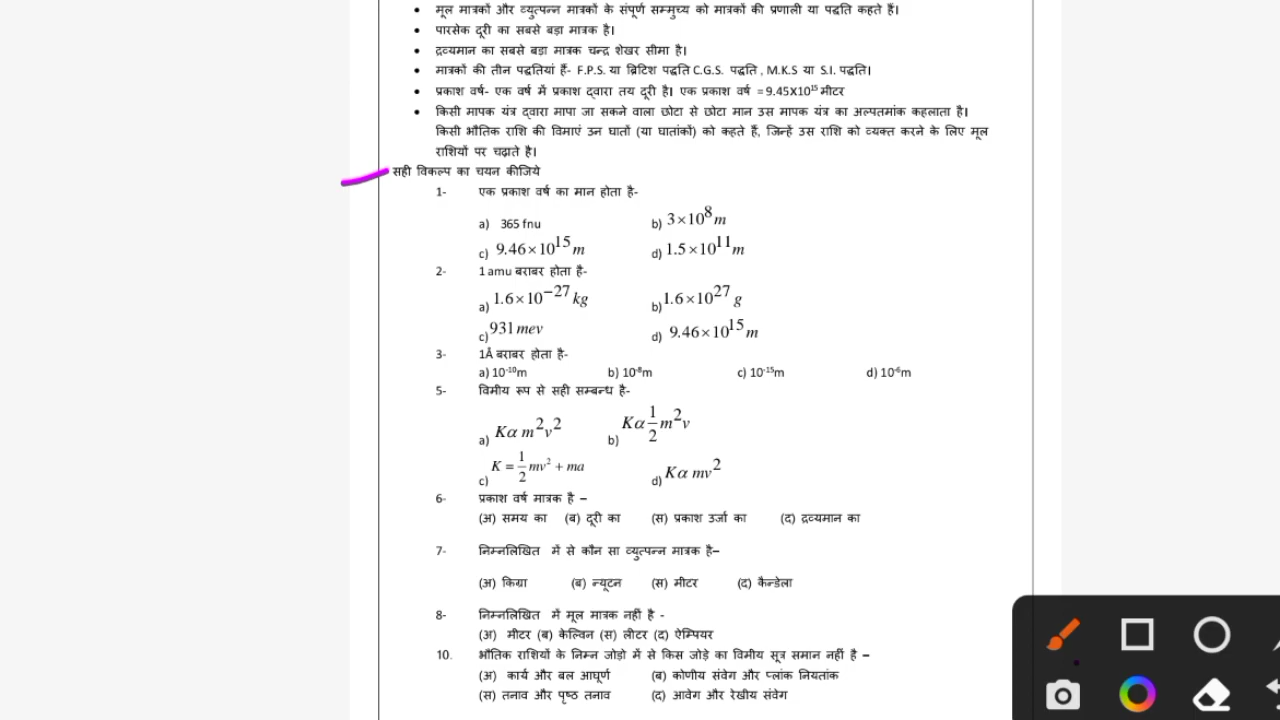 • मूल मात्रकों और व्युत्पन्न मात्रकों के संपूर्ण सम्मुच्य को मात्रकों की प्रणाली या पद्धति कहते हैं।
• पारसेक दूरी का सबसे बड़ा मात्रक है।
• द्रव्यमान का सबसे बडा मात्रक चन्द्र शेखर सीमा है।
• मात्रकों की तीन पद्धतियां हैं- F.P.S. या ब्रिटिश पद्धति C.G.S. पद्धति , M.K.S या S.I. पद्धति।
• प्रकाश वर्ष- एक वर्ष में प्रकाश द्वारा तय दूरी है। एक प्रकाश वर्ष =9.45X10¹⁵ मीटर
• किसी मापक यंत्र द्वारा मापा जा सकने वाला छोटा से छोटा मान उस मापक यंत्र का अल्पतमांक कहलाता है।
किसी भौतिक राशि की विमाएं उन घातों (या घातांकों) को कहते हैं, जिन्हें उस राशि को व्यक्त करने के लिए मूल
राशियों पर चढ़ाते है।
सही विकल्प का चयन कीजिये
1- एक प्रकाश वर्ष का मान होता है-
a) 365 fnu b) 3×10⁸m
c) 9.46×10¹⁵m d) 1.5×10¹¹m
2- 1 amu बराबर होता है-
a) 1.6×10⁻²⁷kg b) 1.6×10²⁷g
c) 931 mev d) 9.46×10¹⁵m
3- 1Å बराबर होता है-
a) 10⁻¹⁰m b) 10⁻⁸m c) 10⁻¹⁵m d) 10⁻⁶m
5- विमीय रूप से सही सम्बन्ध है-
a) Kα m²v² b) Kα 1/2 m²v
c) K = 1/2 mv² + ma d) Kα mv²
6- प्रकाश वर्ष मात्रक है –
(अ) समय का (ब) दूरी का (स) प्रकाश उर्जा का (द) द्रव्यमान का
7- निम्नलिखित में से कौन सा व्युत्पन्न मात्रक है–
(अ) किग्रा (ब) न्यूटन (स) मीटर (द) कैन्डेला
8- निम्नलिखित में मूल मात्रक नहीं है -
(अ) मीटर (ब) केल्विन (स) लीटर (द) ऐम्पियर
10. भौतिक राशियों के निम्न जोड़ो में से किस जोड़े का विमीय सूत्र समान नहीं है –
(अ) कार्य और बल आघूर्ण (ब) कोणीय संवेग और प्लांक नियतांक
(स) तनाव और पृष्ठ तनाव (द) आवेग और रेखीय संवेग